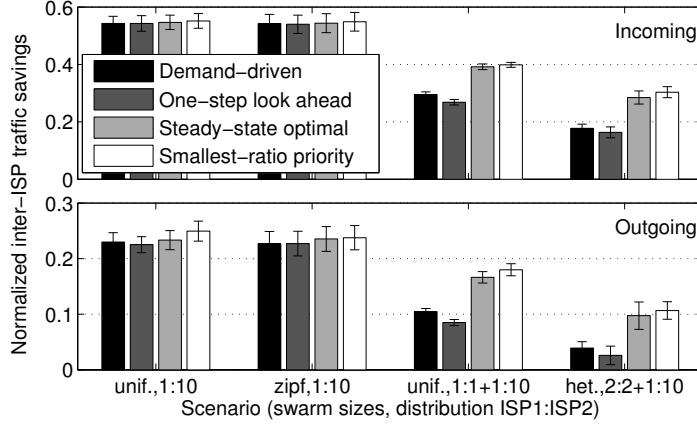 Normalized inter−ISP traffic savings
0.6
0.4
0.2
0
Incoming
Demand−driven
One−step look ahead
Steady−state optimal
Smallest−ratio priority
0.3
0.2
0.1
0
Outgoing
unif.,1:10
zipf,1:10
unif.,1:1+1:10
het.,2:2+1:10
Scenario (swarm sizes, distribution ISP1:ISP2)